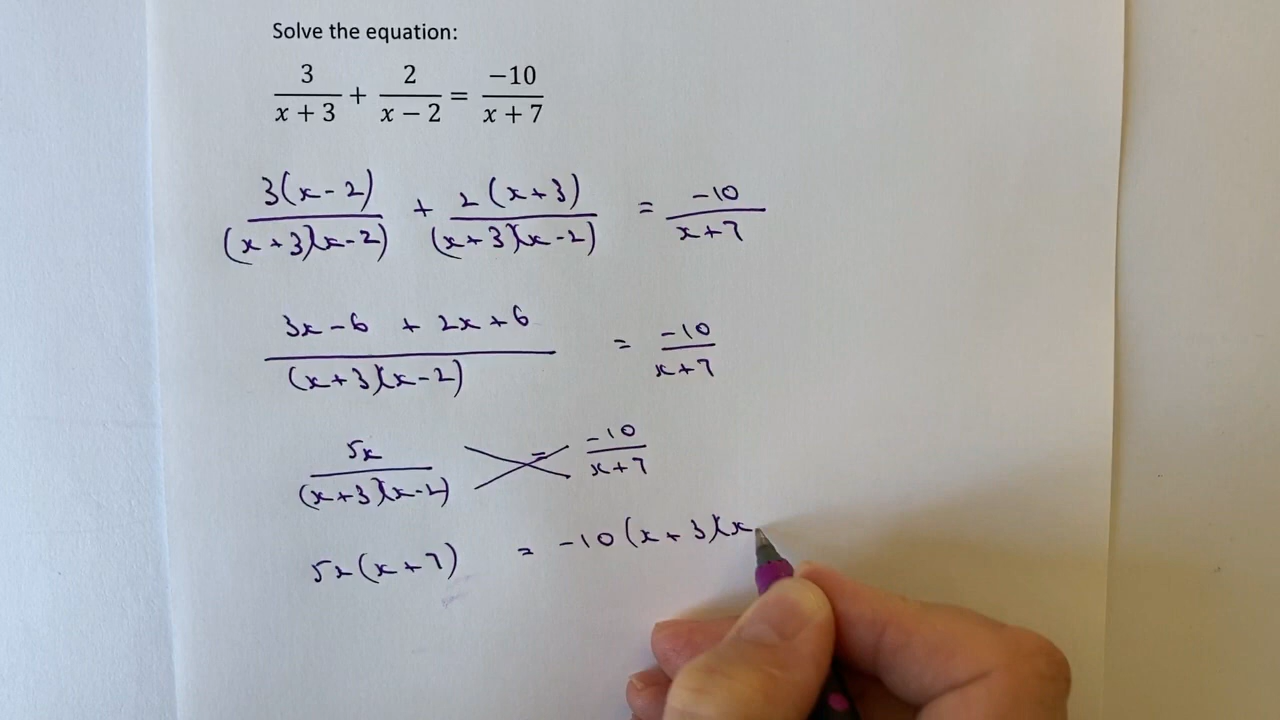 Solve the equation:
3/(x + 3) + 2/(x − 2) = −10/(x + 7)
3(x-2)/((x+3)(x-2)) + 2(x+3)/((x+3)(x-2)) = -10/(x+7)
(3x-6 + 2x+6)/((x+3)(x-2)) = -10/(x+7)
5x/((x+3)(x-2)) = -10/(x+7)
5x(x+7) = -10(x+3)(x